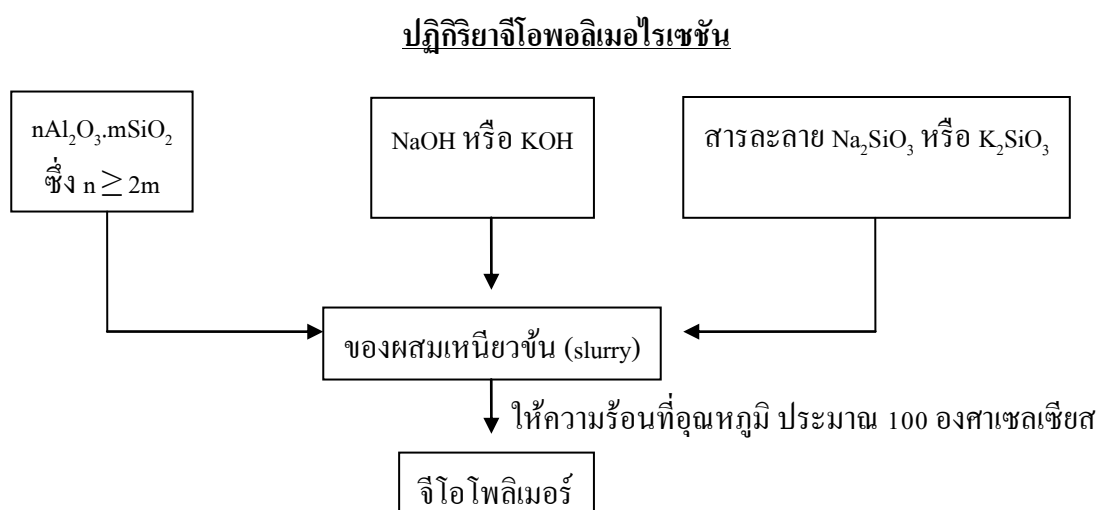 ปฏิกิริยาจีโอพอลิเมอไรเซชัน
nAl₂O₃.mSiO₂
ซึ่ง n ≥ 2m
NaOH หรือ KOH
สารละลาย Na₂SiO₃ หรือ K₂SiO₃
ของผสมเหนียวข้น (slurry)
ให้ความร้อนที่อุณหภูมิ ประมาณ 100 องศาเซลเซียส
จีโอโพลิเมอร์